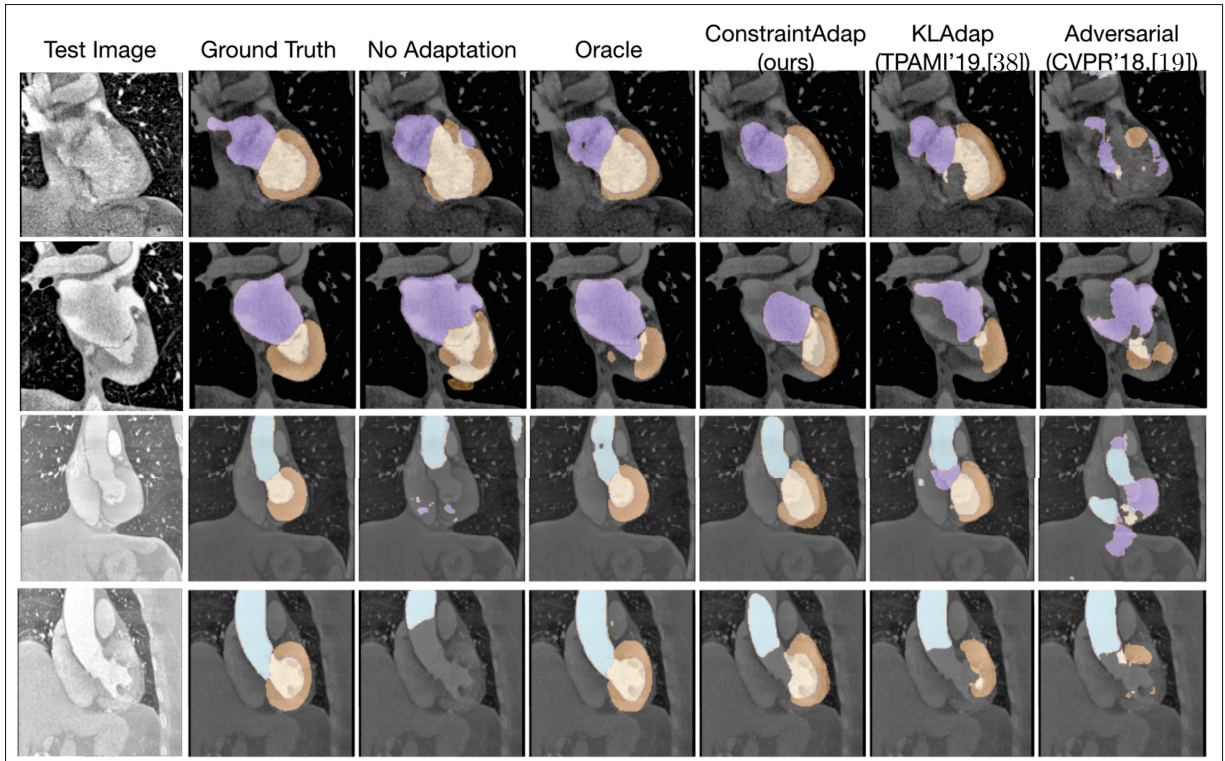 Test Image
Ground Truth
No Adaptation
Oracle
ConstraintAdap
(ours)
KLAdap
(TPAMI'19.[38])
Adversarial
(CVPR'18.[19])